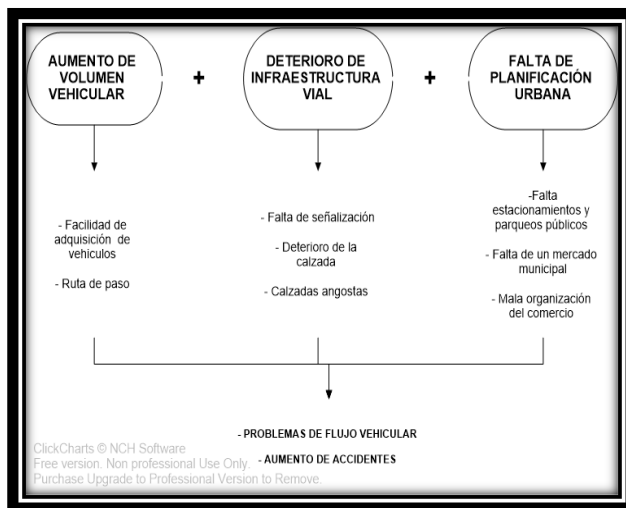 AUMENTO DE
VOLUMEN
VEHICULAR
+
DETERIORO DE
INFRAESTRUCTURA
VIAL
+
FALTA DE
PLANIFICACIÓN
URBANA
- Facilidad de
adquisición de
vehiculos
- Ruta de paso
- Falta de señalización
- Deterioro de la
calzada
- Calzadas angostas
-Falta
estacionamientos y
parqueos públicos
- Falta de un mercado
municipal
- Mala organización
del comercio
- PROBLEMAS DE FLUJO VEHICULAR
- AUMENTO DE ACCIDENTES
ClickCharts © NCH Software
Free version. Non professional Use Only.
Purchase Upgrade to Professional Version to Remove.